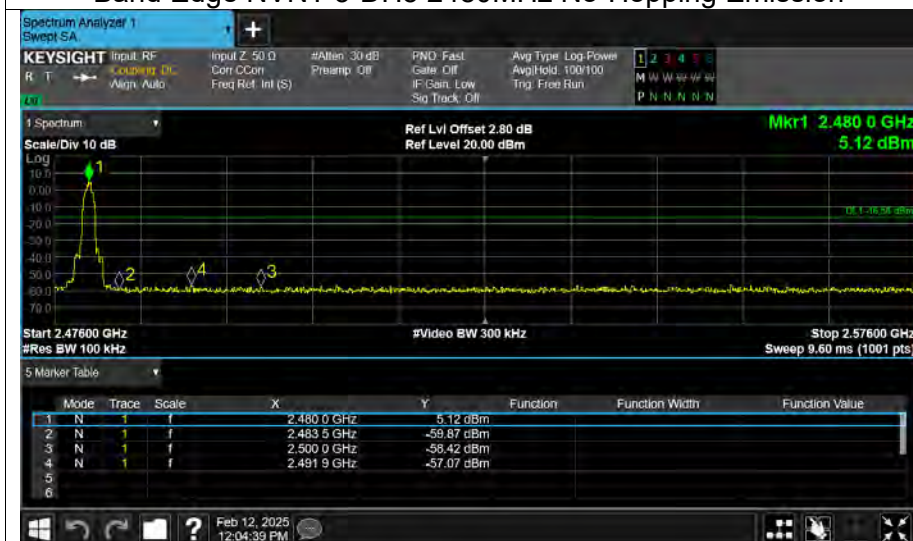 Band Edge NVNT 3-DH5 2480MHz No-Hopping Emission
Spectrum Analyzer 1
Swept SA
KEYSIGHT Input: RF Input Z: 50 Ω #Atten: 30 dB PNO: Fast Avg Type: Log-Power 1 2 3 4 5 6
R T Coupling: DC Corr CCorr Preamp: Off Gate: Off Avg|Hold: 100/100 M W W W W W
Align: Auto Freq Ref: Int (S) IF Gain: Low Trig: Free Run
Sig Track: Off P N N N N N
1 Spectrum Ref Lvl Offset 2.80 dB Mkr1 2.480 0 GHz
Scale/Div 10 dB Ref Level 20.00 dBm 5.12 dBm
Log
10.0 1
0.00
-10.0 DL1 -16.58 dBm
-20.0
-30.0
-40.0
-50.0 2 4 3
-60.0
-70.0
Start 2.47600 GHz #Video BW 300 kHz Stop 2.57600 GHz
#Res BW 100 kHz Sweep 9.60 ms (1001 pts)
5 Marker Table
Mode Trace Scale X Y Function Function Width Function Value
1 N 1 f 2.480 0 GHz 5.12 dBm
2 N 1 f 2.483 5 GHz -59.87 dBm
3 N 1 f 2.500 0 GHz -58.42 dBm
4 N 1 f 2.491 9 GHz -57.07 dBm
5
6
? Feb 12, 2025
12:04:39 PM